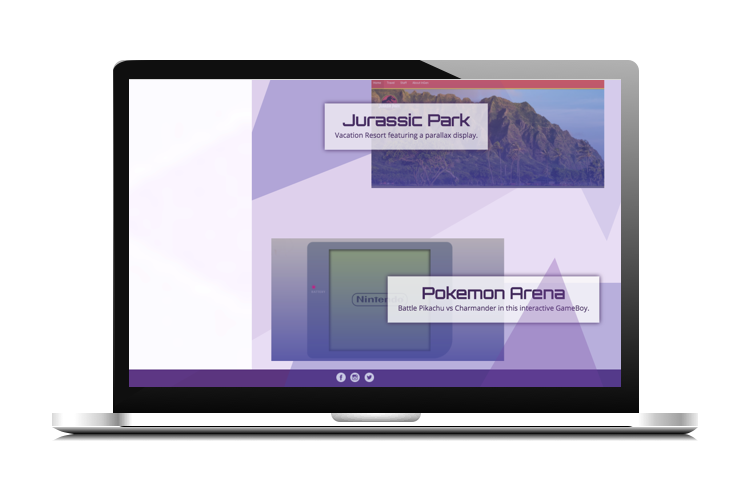 Jurassic Park
Vacation Resort featuring a parallax display.
Nintendo
Pokemon Arena
Battle Pikachu vs Charmander in this interactive GameBoy.